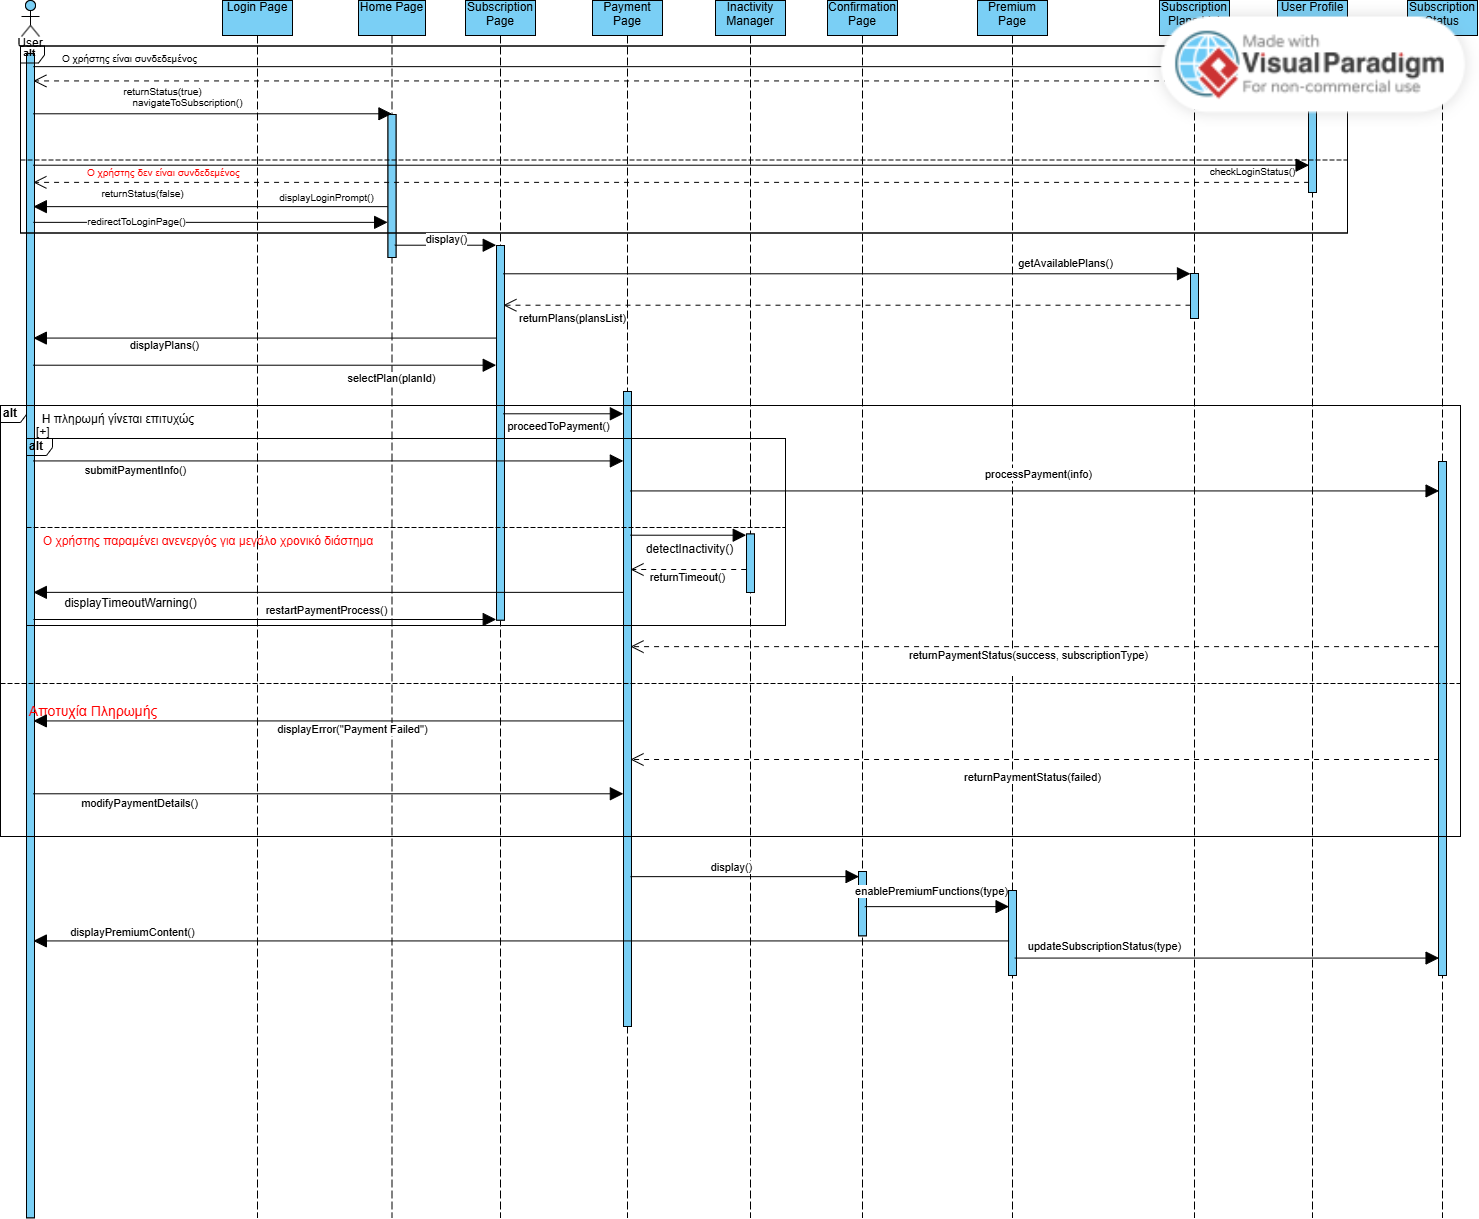 Login Page
Home Page
Subscription
Page
Payment
Page
Inactivity
Manager
Confirmation
Page
Premium
Page
Subscription
User Profile
Subscription
Status
User
Made with
Visual Paradigm
For non-commercial use
alt
Ο χρήστης είναι συνδεδεμένος
returnStatus(true)
navigateToSubscription()
Ο χρήστης δεν είναι συνδεδεμένος
checkLoginStatus()
returnStatus(false)
displayLoginPrompt()
redirectToLoginPage()
display()
getAvailablePlans()
returnPlans(plansList)
displayPlans()
selectPlan(planId)
alt
Η πληρωμή γίνεται επιτυχώς
proceedToPayment()
[+]
alt
submitPaymentInfo()
processPayment(info)
Ο χρήστης παραμένει ανενεργός για μεγάλο χρονικό διάστημα
detectInactivity()
returnTimeout()
displayTimeoutWarning()
restartPaymentProcess()
returnPaymentStatus(success, subscriptionType)
Αποτυχία Πληρωμής
displayError("Payment Failed")
returnPaymentStatus(failed)
modifyPaymentDetails()
display()
enablePremiumFunctions(type)
displayPremiumContent()
updateSubscriptionStatus(type)